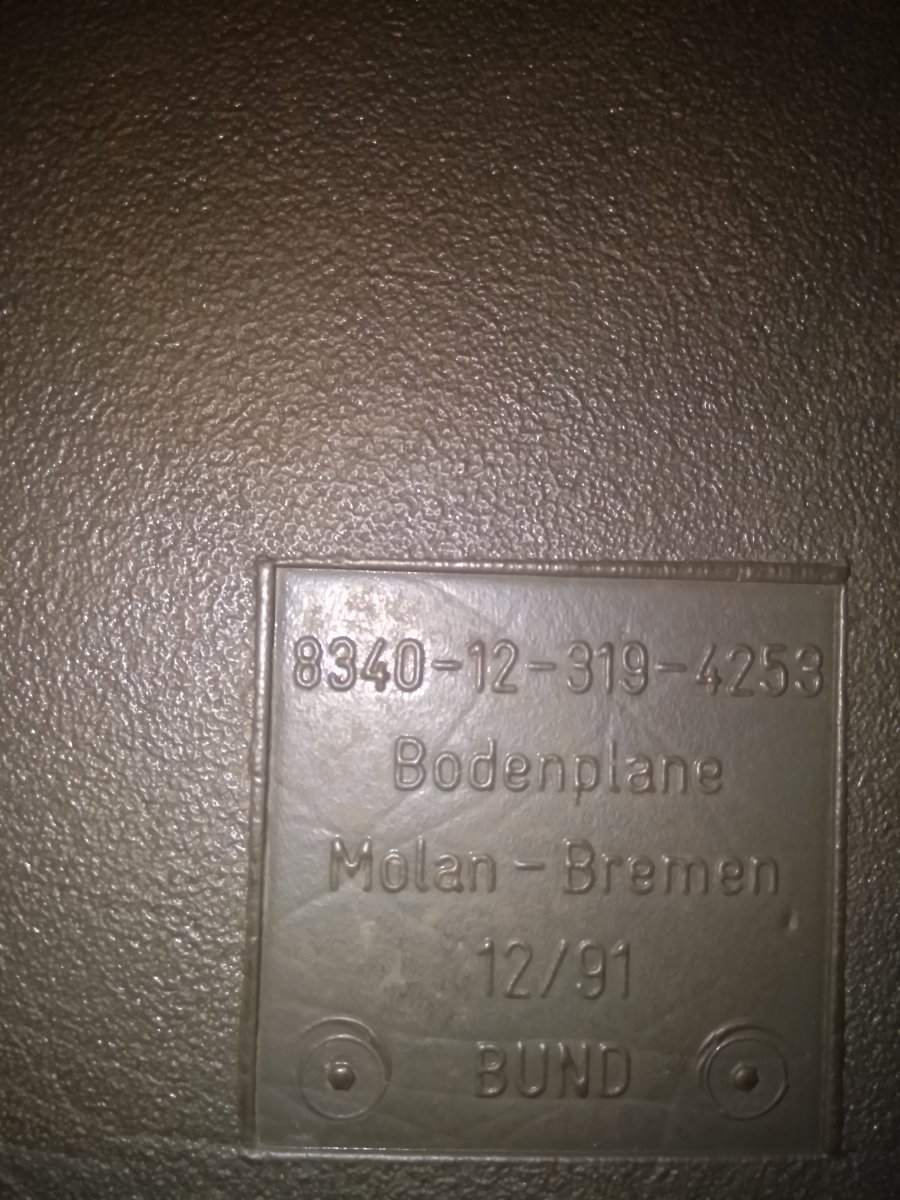 8340-12-319-4253
Bodenplane
Molan - Bremen
12/91
BUND